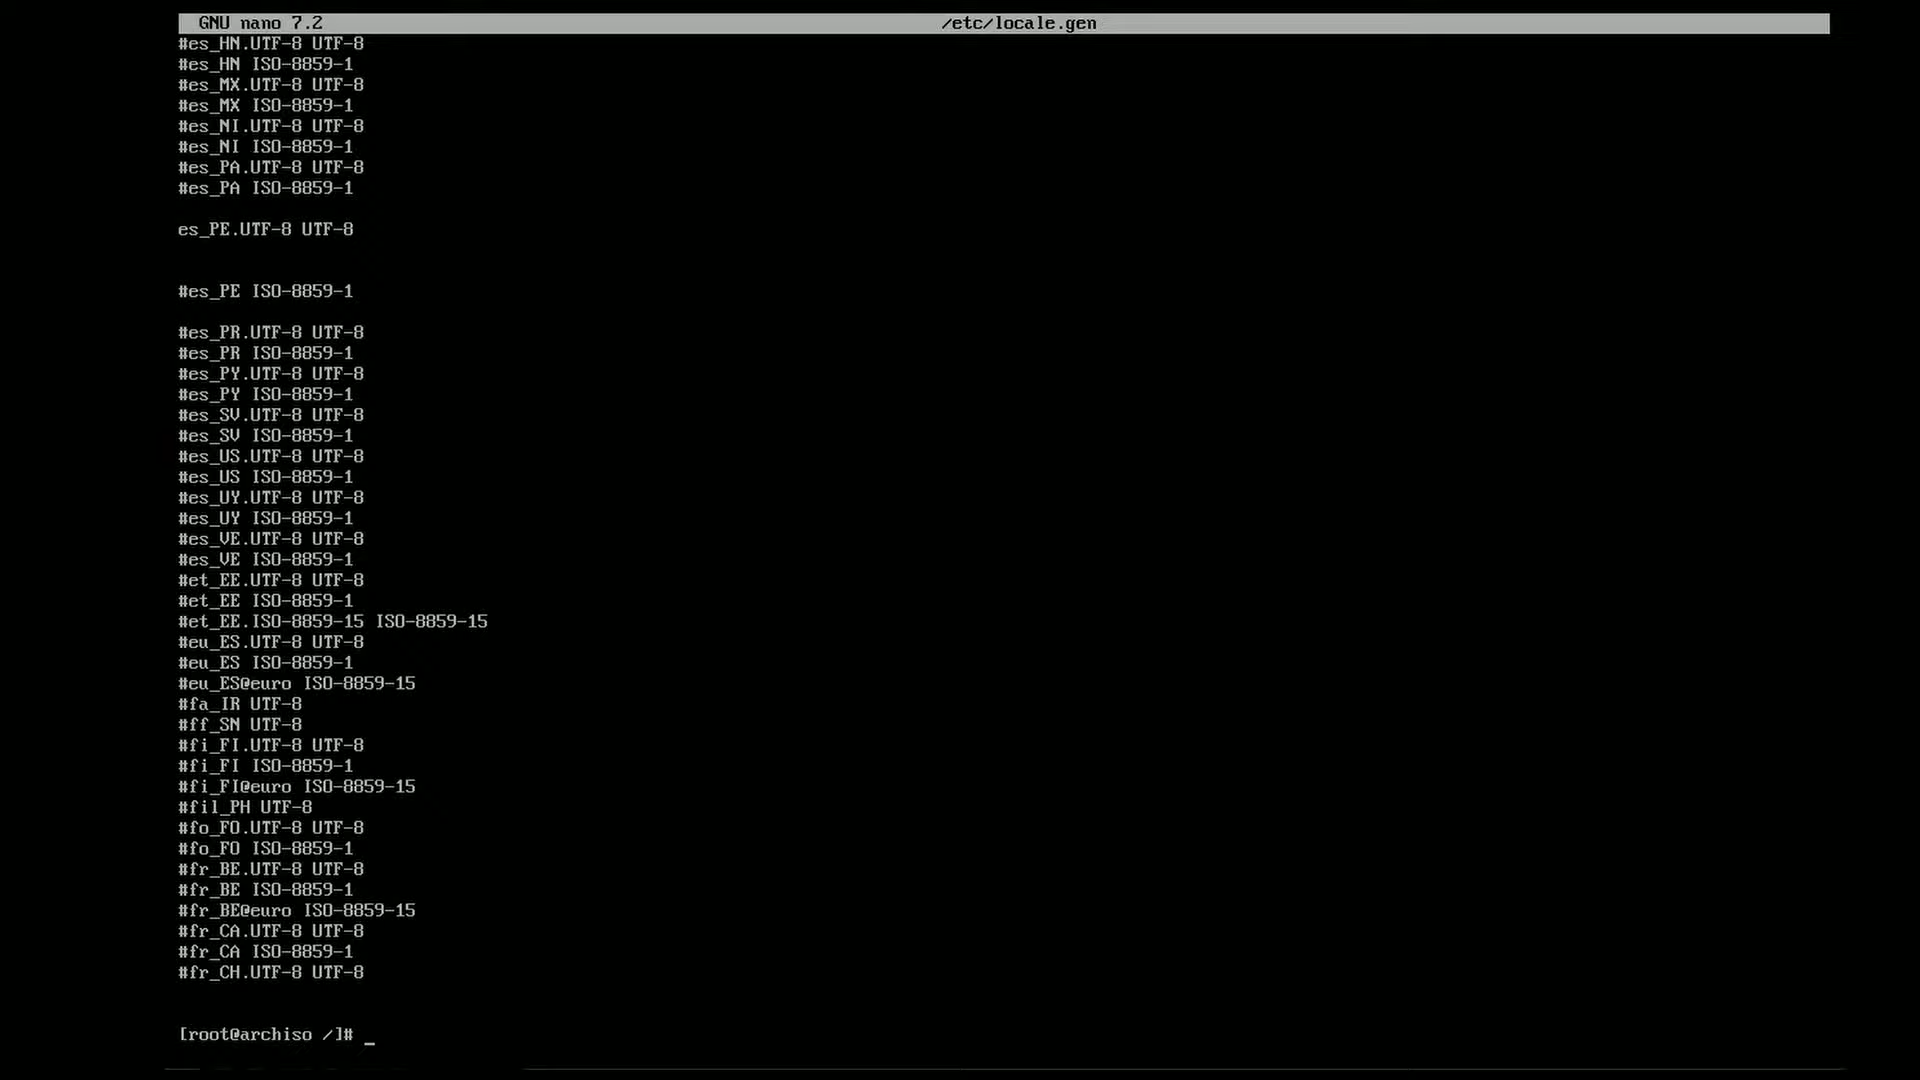 GNU nano 7.2 /etc/locale.gen
#es_HN.UTF-8 UTF-8
#es_HN ISO-8859-1
#es_MX.UTF-8 UTF-8
#es_MX ISO-8859-1
#es_NI.UTF-8 UTF-8
#es_NI ISO-8859-1
#es_PA.UTF-8 UTF-8
#es_PA ISO-8859-1
es_PE.UTF-8 UTF-8
#es_PE ISO-8859-1
#es_PR.UTF-8 UTF-8
#es_PR ISO-8859-1
#es_PY.UTF-8 UTF-8
#es_PY ISO-8859-1
#es_SV.UTF-8 UTF-8
#es_SV ISO-8859-1
#es_US.UTF-8 UTF-8
#es_US ISO-8859-1
#es_UY.UTF-8 UTF-8
#es_UY ISO-8859-1
#es_VE.UTF-8 UTF-8
#es_VE ISO-8859-1
#et_EE.UTF-8 UTF-8
#et_EE ISO-8859-1
#et_EE.ISO-8859-15 ISO-8859-15
#eu_ES.UTF-8 UTF-8
#eu_ES ISO-8859-1
#eu_ES@euro ISO-8859-15
#fa_IR UTF-8
#ff_SN UTF-8
#fi_FI.UTF-8 UTF-8
#fi_FI ISO-8859-1
#fi_FI@euro ISO-8859-15
#fil_PH UTF-8
#fo_FO.UTF-8 UTF-8
#fo_FO ISO-8859-1
#fr_BE.UTF-8 UTF-8
#fr_BE ISO-8859-1
#fr_BE@euro ISO-8859-15
#fr_CA.UTF-8 UTF-8
#fr_CA ISO-8859-1
#fr_CH.UTF-8 UTF-8
[root@archiso /]# _